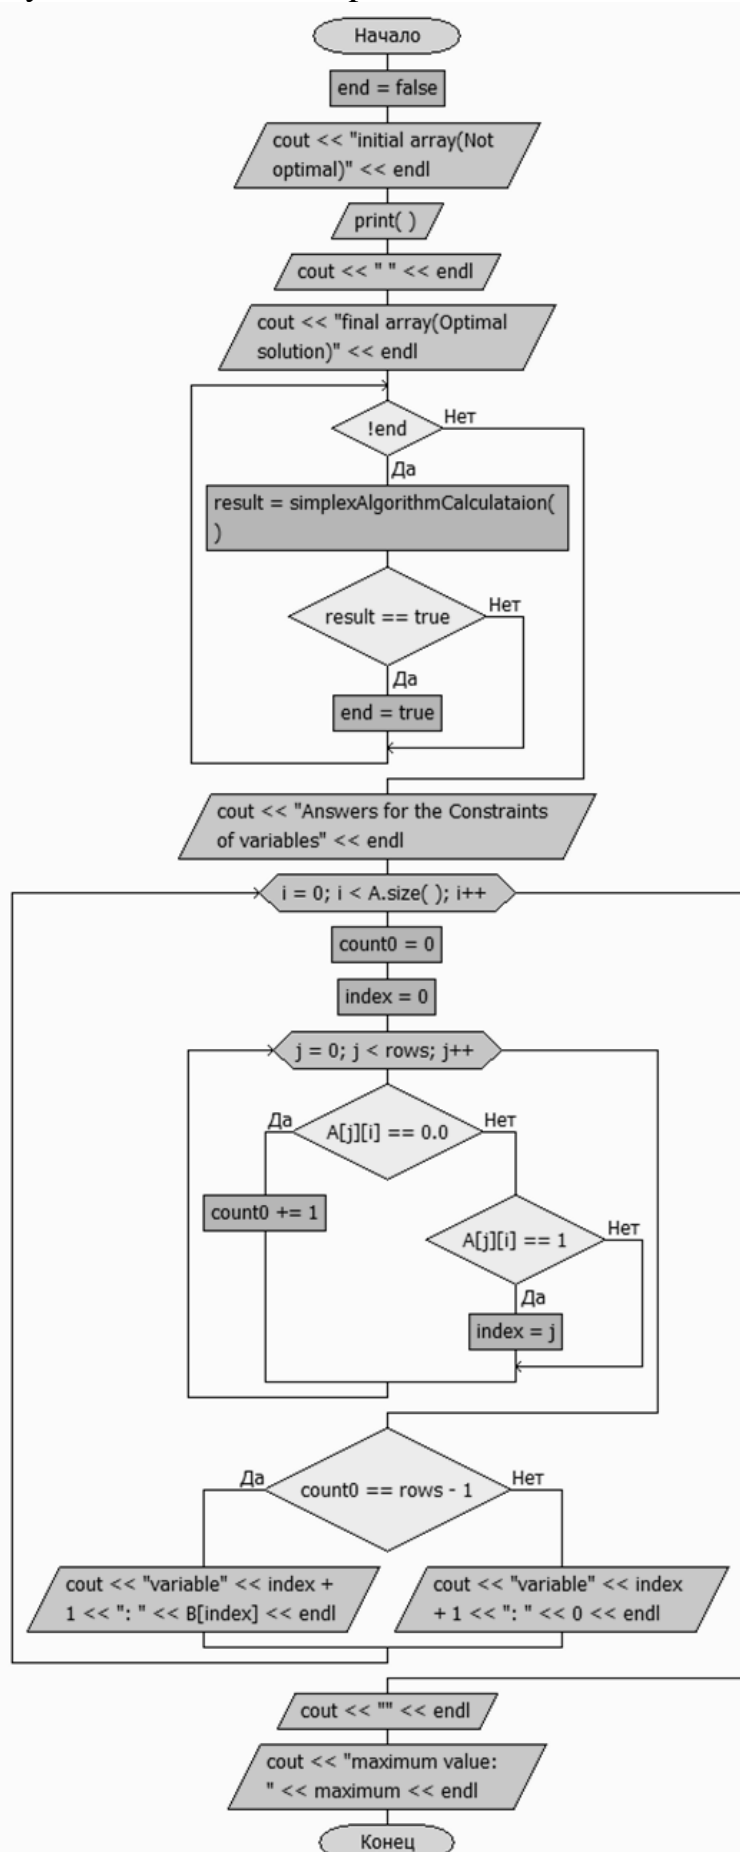 Начало
end = false
cout << "initial array(Not
optimal)" << endl
print( )
cout << " " << endl
cout << "final array(Optimal
solution)" << endl
!end
Нет
Да
result = simplexAlgorithmCalculataion(
)
result == true
Нет
Да
end = true
cout << "Answers for the Constraints
of variables" << endl
i = 0; i < A.size( ); i++
count0 = 0
index = 0
j = 0; j < rows; j++
Да
A[j][i] == 0.0
Нет
count0 += 1
A[j][i] == 1
Нет
Да
index = j
Да
count0 == rows - 1
Нет
cout << "variable" << index +
1 << ": " << B[index] << endl
cout << "variable" << index
+ 1 << ": " << 0 << endl
cout << "" << endl
cout << "maximum value:
" << maximum << endl
Конец